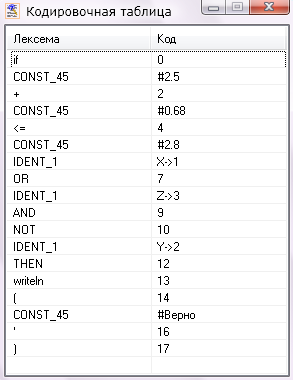 Кодировочная таблица
Лексема Код
if 0
CONST_45 #2.5
+ 2
CONST_45 #0.68
<= 4
CONST_45 #2.8
IDENT_1 X->1
OR 7
IDENT_1 Z->3
AND 9
NOT 10
IDENT_1 Y->2
THEN 12
writeln 13
( 14
CONST_45 #Верно
' 16
) 17